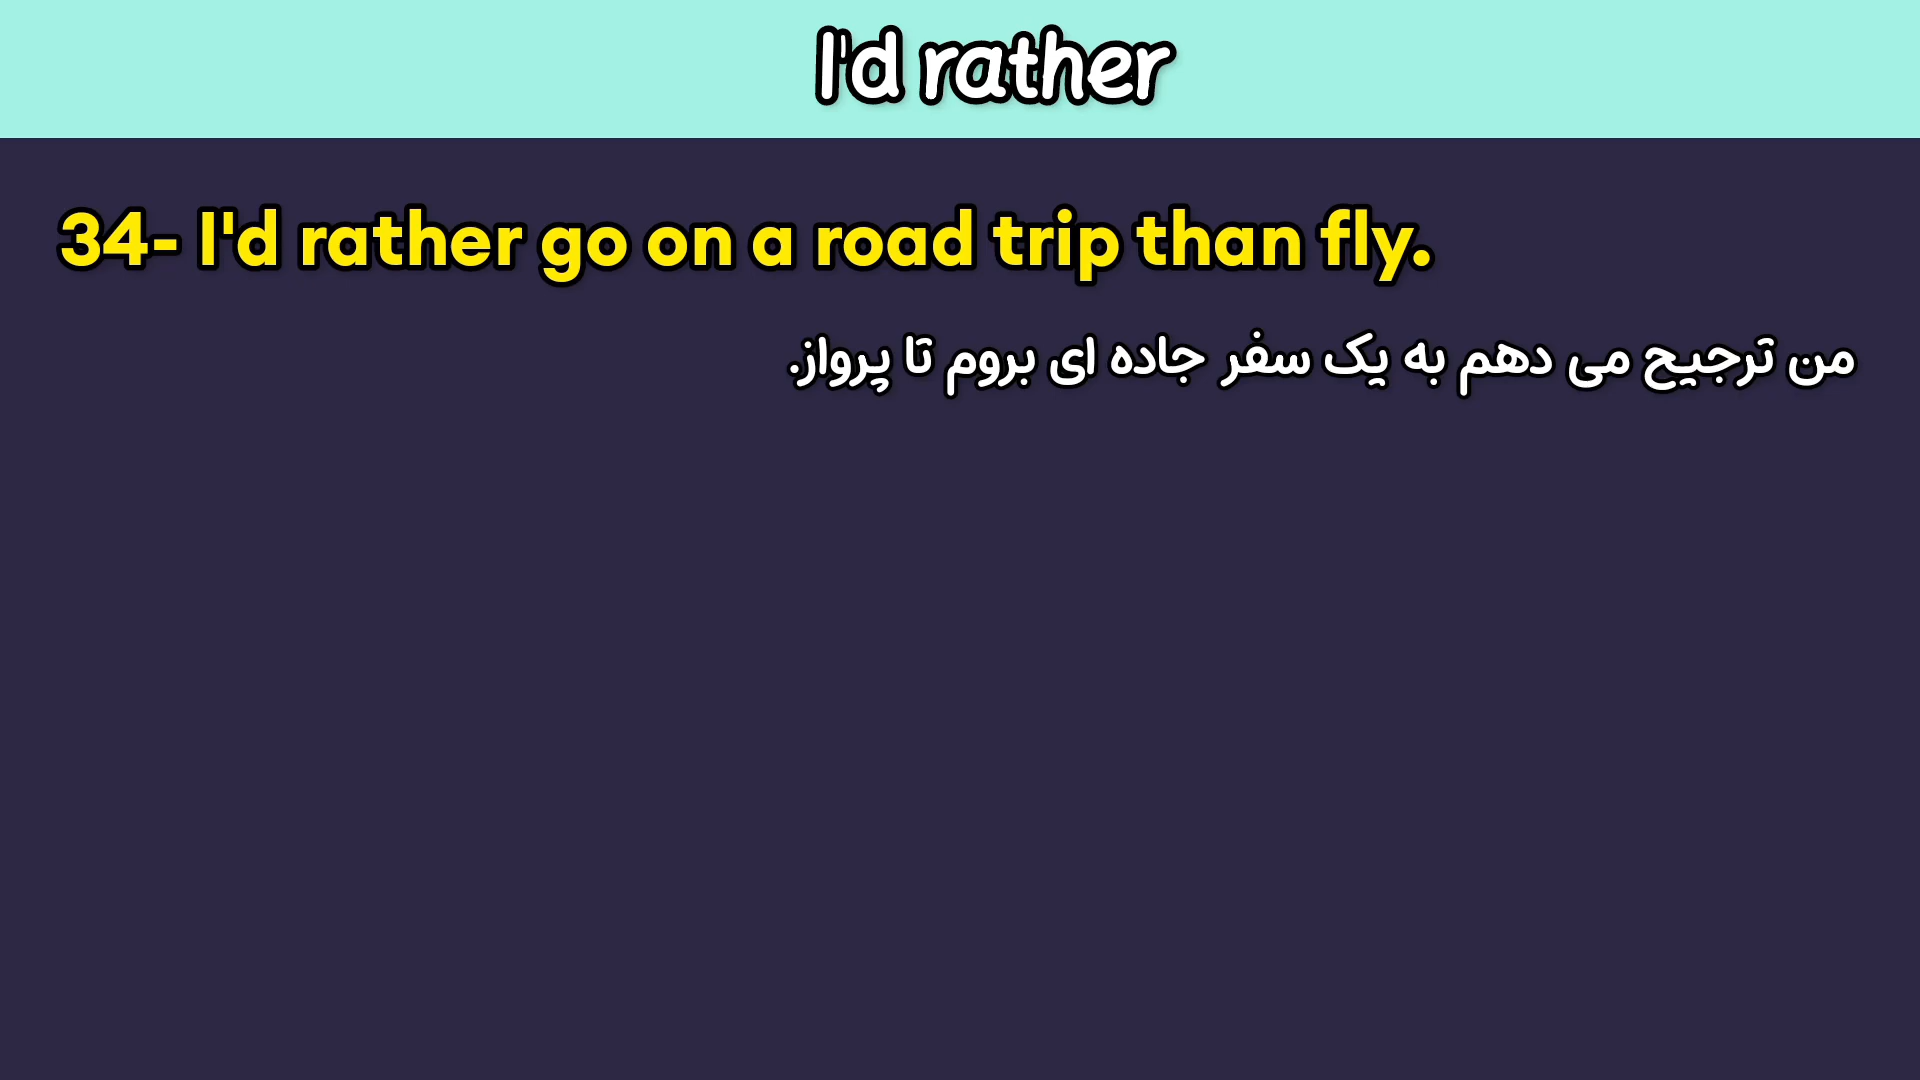 I'd rather
34- I'd rather go on a road trip than fly.
من ترجیح می دهم به یک سفر جاده ای بروم تا پرواز.